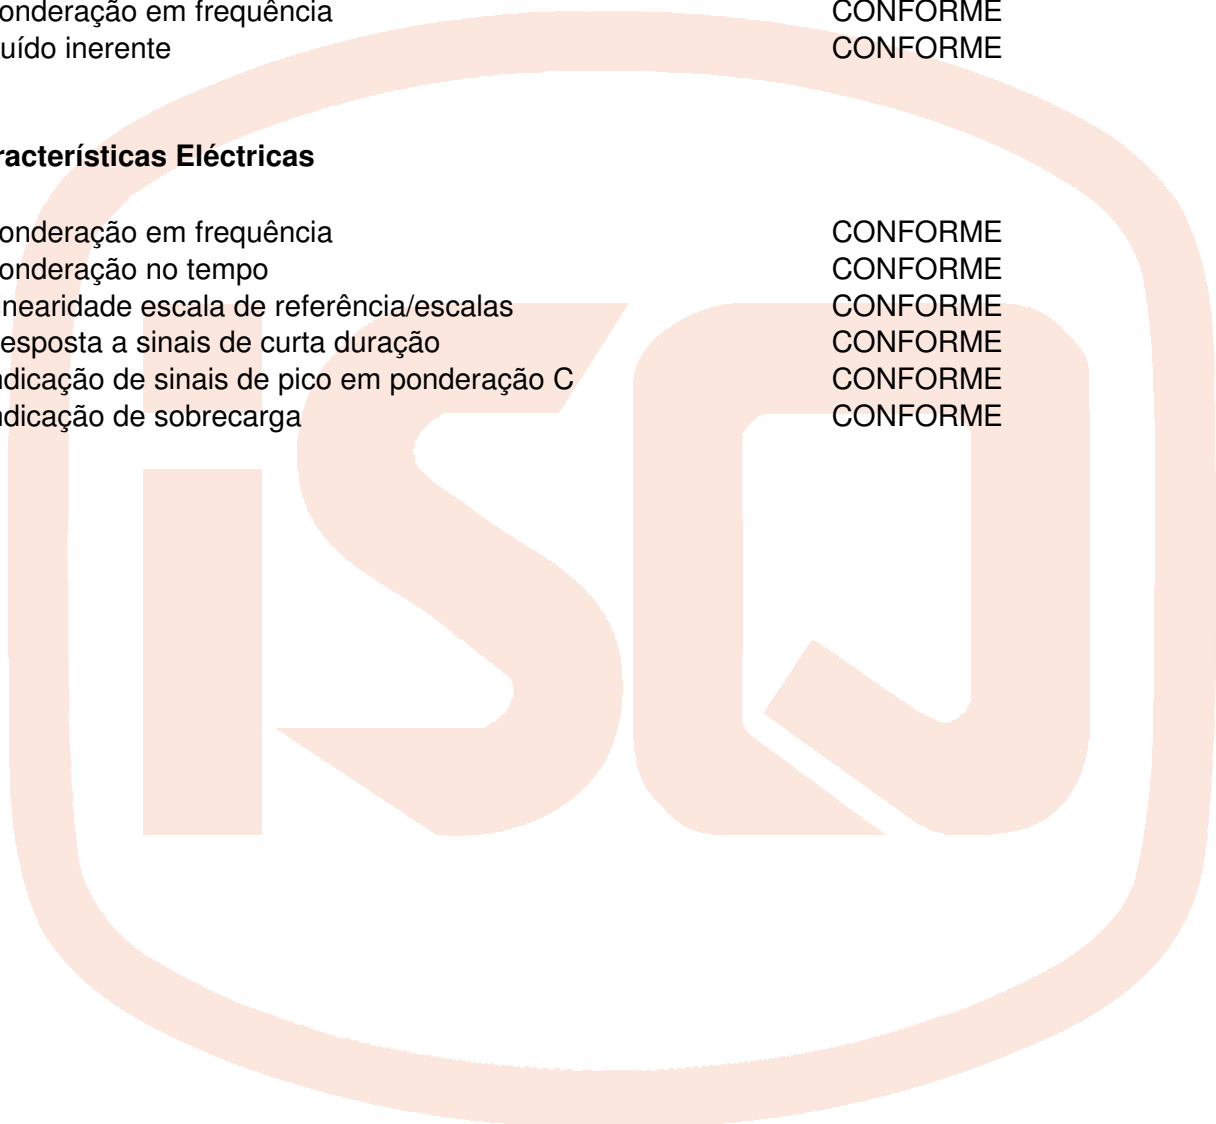 onderação em frequência CONFORME
uído inerente CONFORME
racterísticas Eléctricas
onderação em frequência CONFORME
onderação no tempo CONFORME
inearidade escala de referência/escalas CONFORME
esposta a sinais de curta duração CONFORME
ndicação de sinais de pico em ponderação C CONFORME
ndicação de sobrecarga CONFORME
iSQ